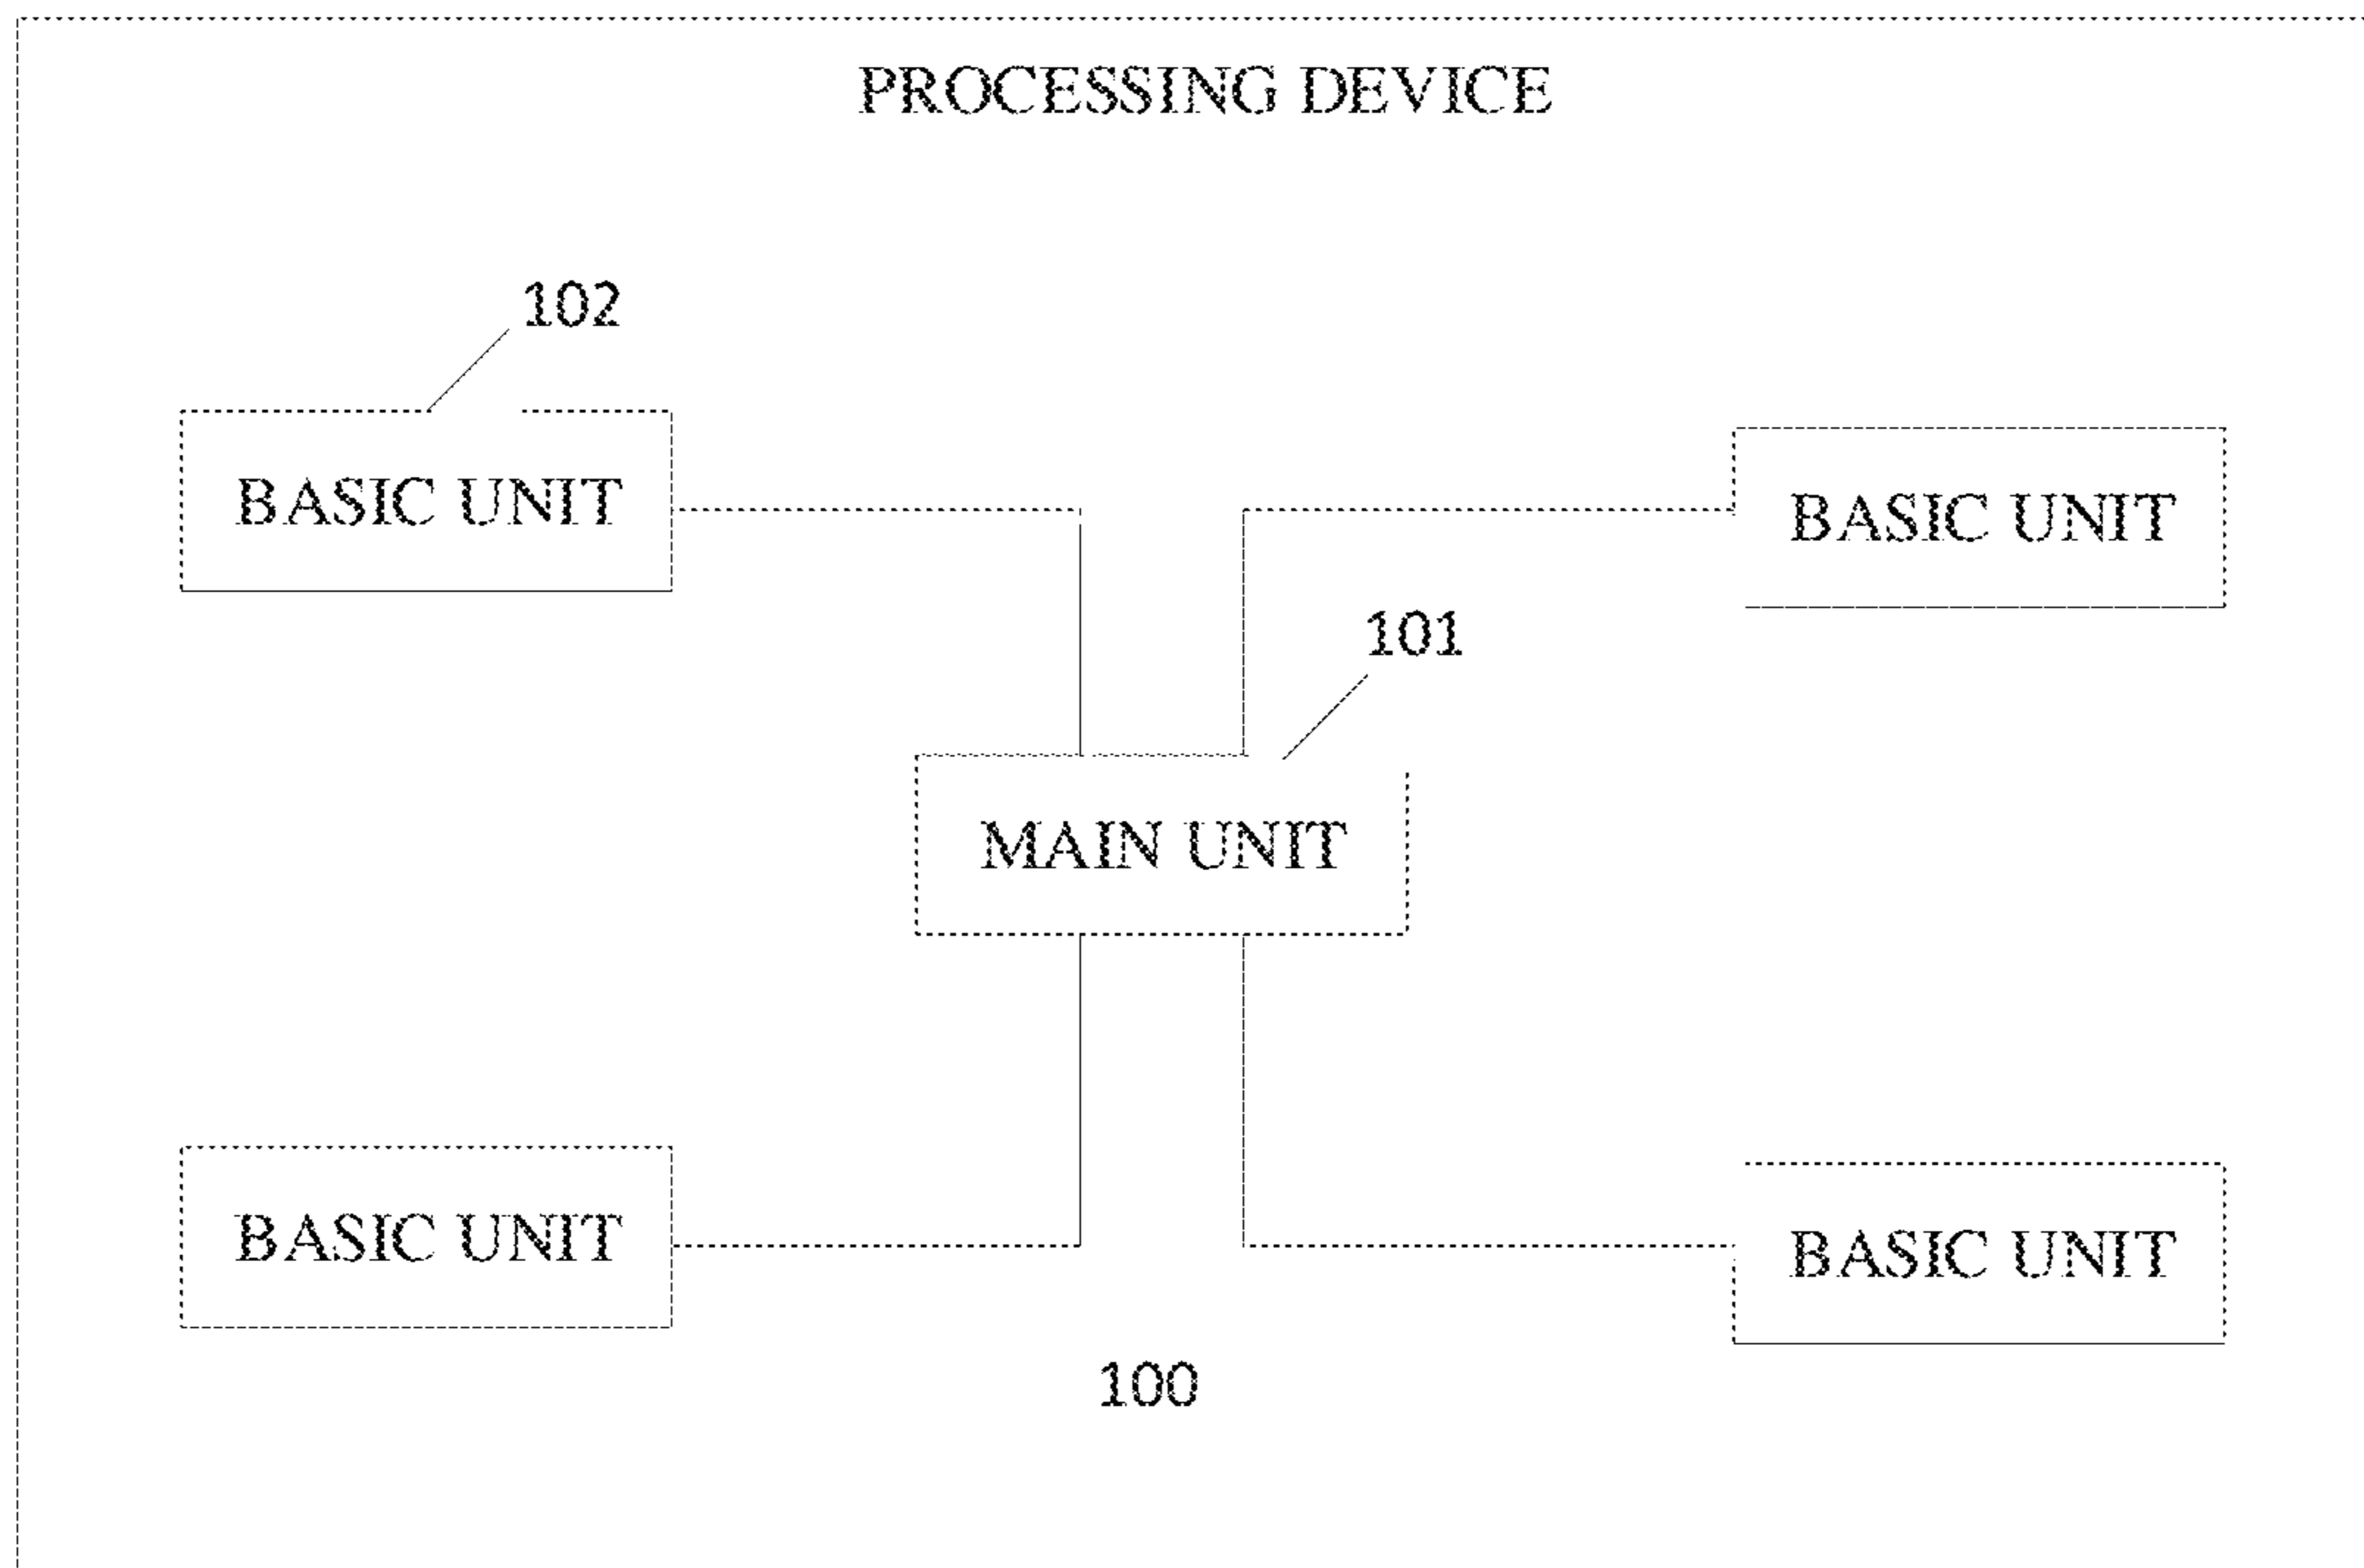 PROCESSING DEVICE
102
BASIC UNIT
BASIC UNIT
101
MAIN UNIT
BASIC UNIT
BASIC UNIT
100